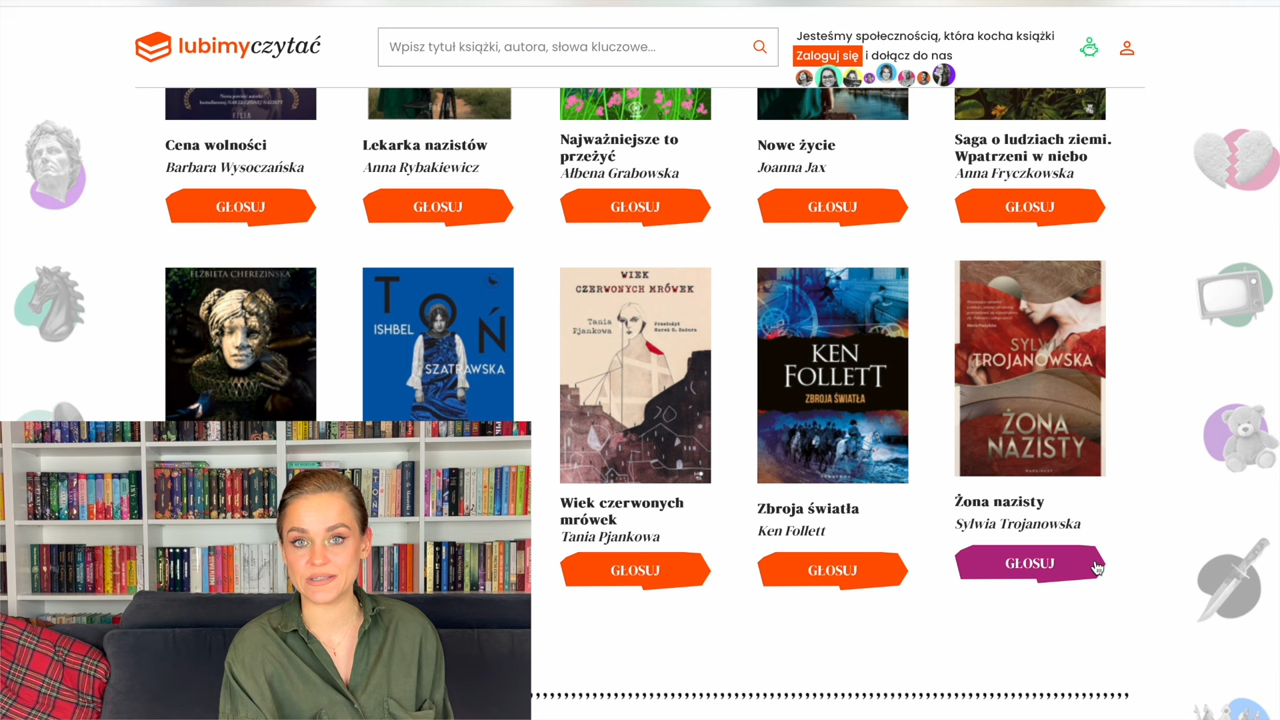 lubimyczytać
Wpisz tytuł książki, autora, słowa kluczowe...
Jesteśmy społecznością, która kocha książki
Zaloguj się i dołącz do nas
Cena wolności
Barbara Wysoczańska
GŁOSUJ
Lekarka nazistów
Anna Rybakiewicz
GŁOSUJ
Najważniejsze to
przeżyć
Ałbena Grabowska
GŁOSUJ
Nowe życie
Joanna Jax
GŁOSUJ
Saga o ludziach ziemi.
Wpatrzeni w niebo
Anna Fryczkowska
GŁOSUJ
ELŻBIETA CHEREZIŃSKA
TOŃ
ISHBEL
SZATRAWSKA
WIEK
CZERWONYCH MRÓWEK
Tania
Pjankowa
Przełożył
Marek S. Zadura
Wiek czerwonych
mrówek
Tania Pjankowa
GŁOSUJ
KEN
FOLLETT
ZBROJA ŚWIATŁA
Zbroja światła
Ken Follett
GŁOSUJ
SYLWIA
TROJANOWSKA
ŻONA
NAZISTY
Żona nazisty
Sylwia Trojanowska
GŁOSUJ